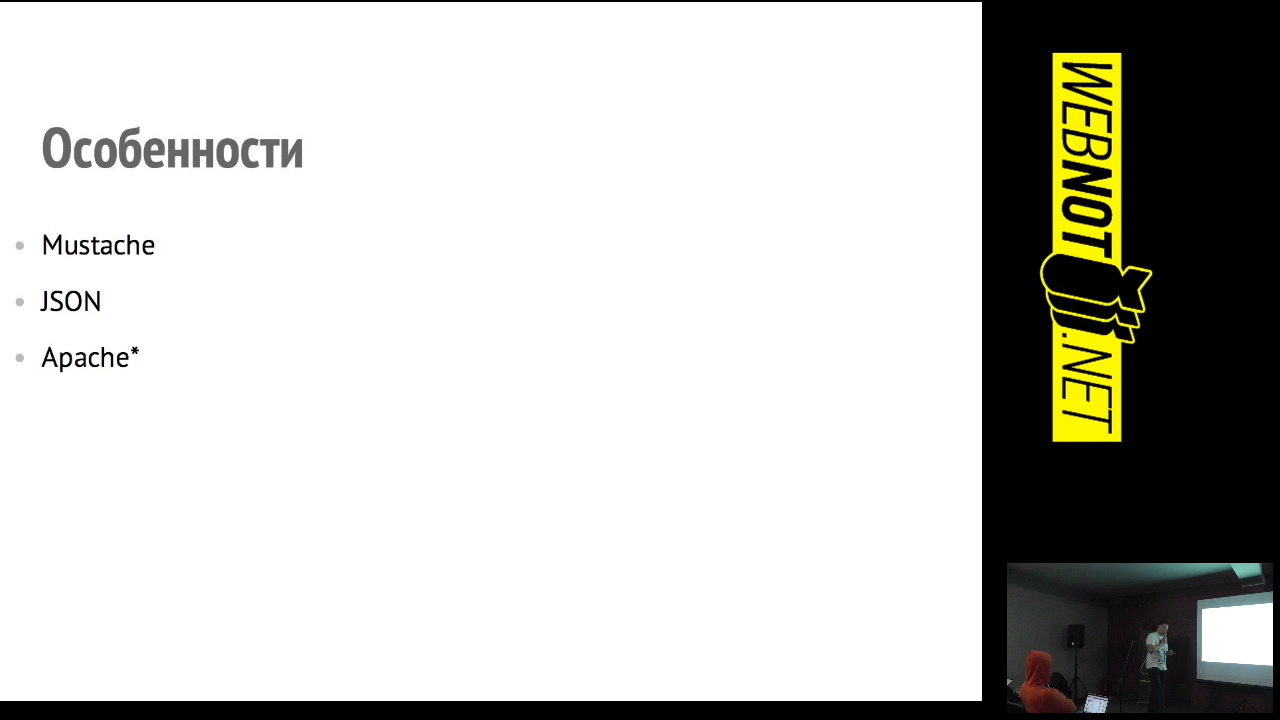 Особенности
Mustache
JSON
Apache*
WEBNOT
.NET